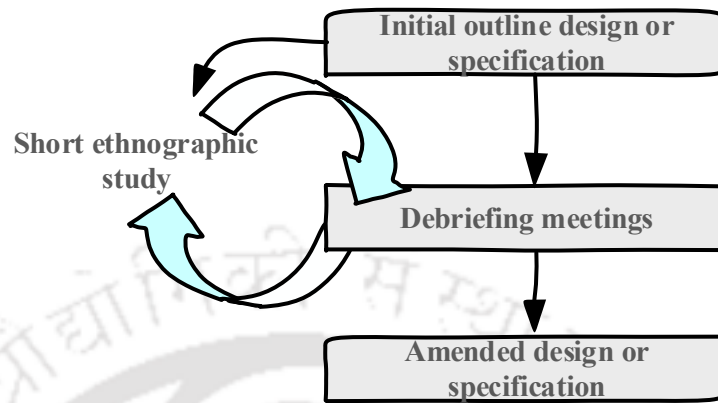 Initial outline design or
specification
Short ethnographic
study
Debriefing meetings
Amended design or
specification